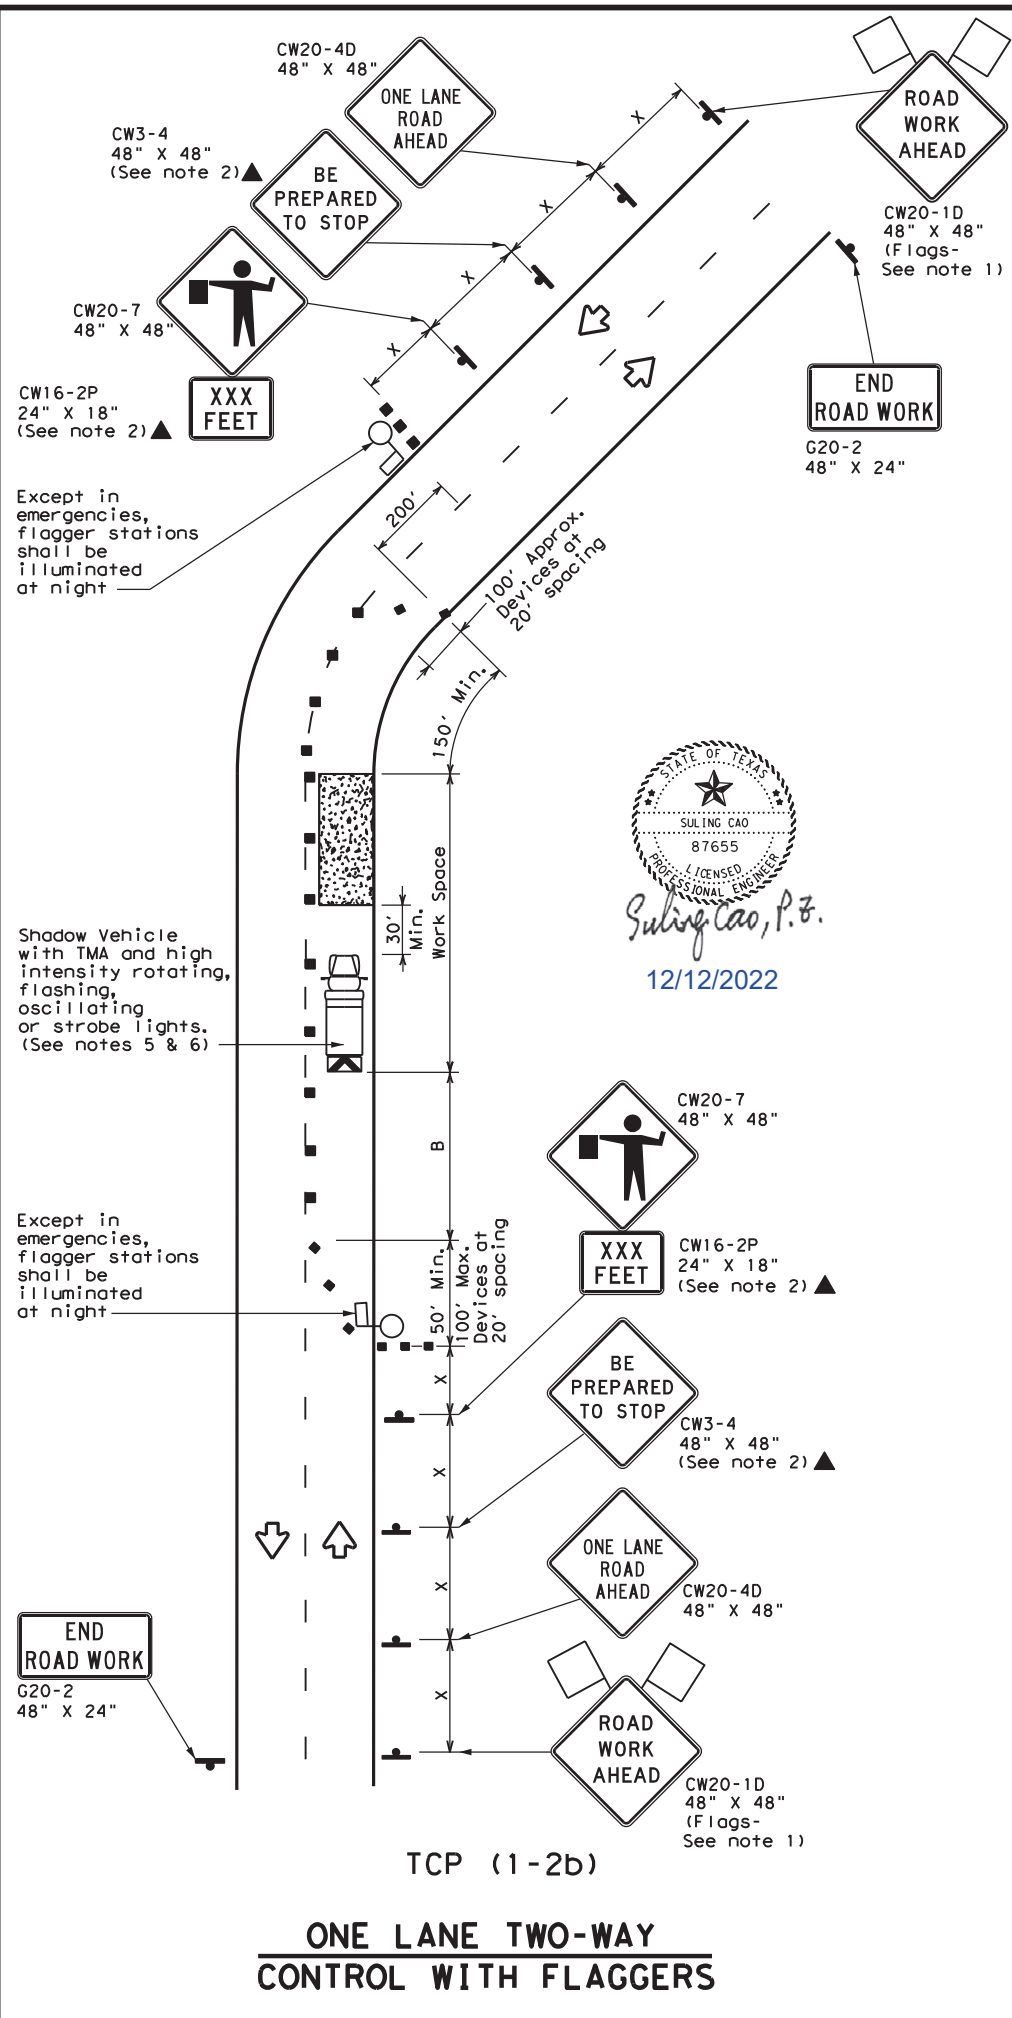 CW20-4D
48" X 48"
ONE LANE
ROAD
AHEAD
ROAD
WORK
AHEAD
CW20-1D
48" X 48"
(Flags-
See note 1)
CW3-4
48" X 48"
(See note 2)
BE
PREPARED
TO STOP
X
X
X
X
CW20-7
48" X 48"
CW16-2P
24" X 18"
(See note 2)
XXX
FEET
END
ROAD WORK
G20-2
48" X 24"
Except in
emergencies,
flagger stations
shall be
illuminated
at night
200'
100' Approx.
Devices at
20' spacing
150' Min.
STATE OF TEXAS
SULING CAO
87655
LICENSED
PROFESSIONAL ENGINEER
Suling Cao, P.E.
12/12/2022
Work Space
30'
Min.
Shadow Vehicle
with TMA and high
intensity rotating,
flashing,
oscillating
or strobe lights.
(See notes 5 & 6)
B
CW20-7
48" X 48"
XXX
FEET
CW16-2P
24" X 18"
(See note 2)
Except in
emergencies,
flagger stations
shall be
illuminated
at night
50' Min.
100' Max.
Devices at
20' spacing
X
BE
PREPARED
TO STOP
CW3-4
48" X 48"
(See note 2)
X
ONE LANE
ROAD
AHEAD
CW20-4D
48" X 48"
X
END
ROAD WORK
G20-2
48" X 24"
X
ROAD
WORK
AHEAD
CW20-1D
48" X 48"
(Flags-
See note 1)
TCP (1-2b)
ONE LANE TWO-WAY
CONTROL WITH FLAGGERS